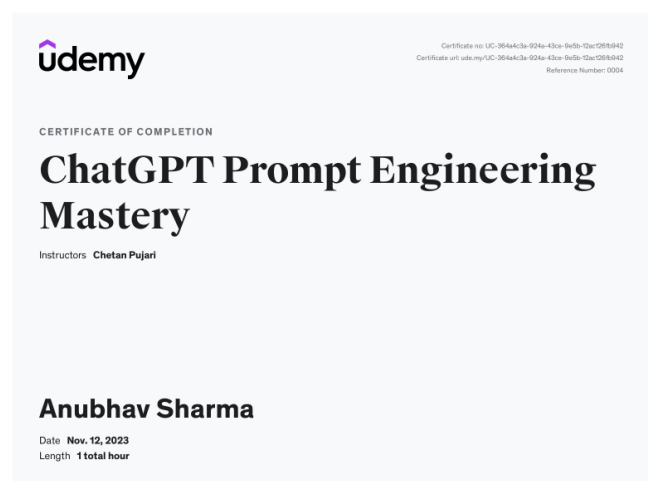 udemy
Certificate no: UC-364a4c3a-924a-43ce-9e5b-12ac126fb942
Certificate url: ude.my/UC-364a4c3a-924a-43ce-9e5b-12ac126fb942
Reference Number: 0004
CERTIFICATE OF COMPLETION
ChatGPT Prompt Engineering
Mastery
Instructors Chetan Pujari
Anubhav Sharma
Date Nov. 12, 2023
Length 1 total hour